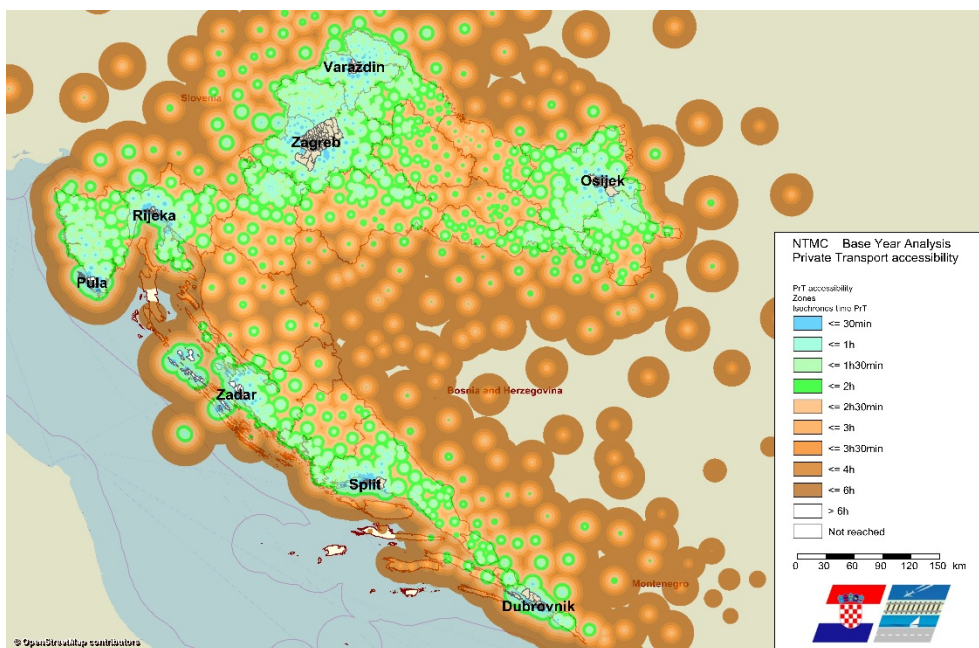 Varazdin
Slovenia
Zagreb
Osijek
Rijeka
Pula
Zadar
Bosnia and Herzegovina
Split
Montenegro
Dubrovnik
NTMC Base Year Analysis
Private Transport accessibility
PrT accessibility
Zones
Isochrones time PrT
<= 30min
<= 1h
<= 1h30min
<= 2h
<= 2h30min
<= 3h
<= 3h30min
<= 4h
<= 6h
> 6h
Not reached
0 30 60 90 120 150 km
© OpenStreetMap contributors